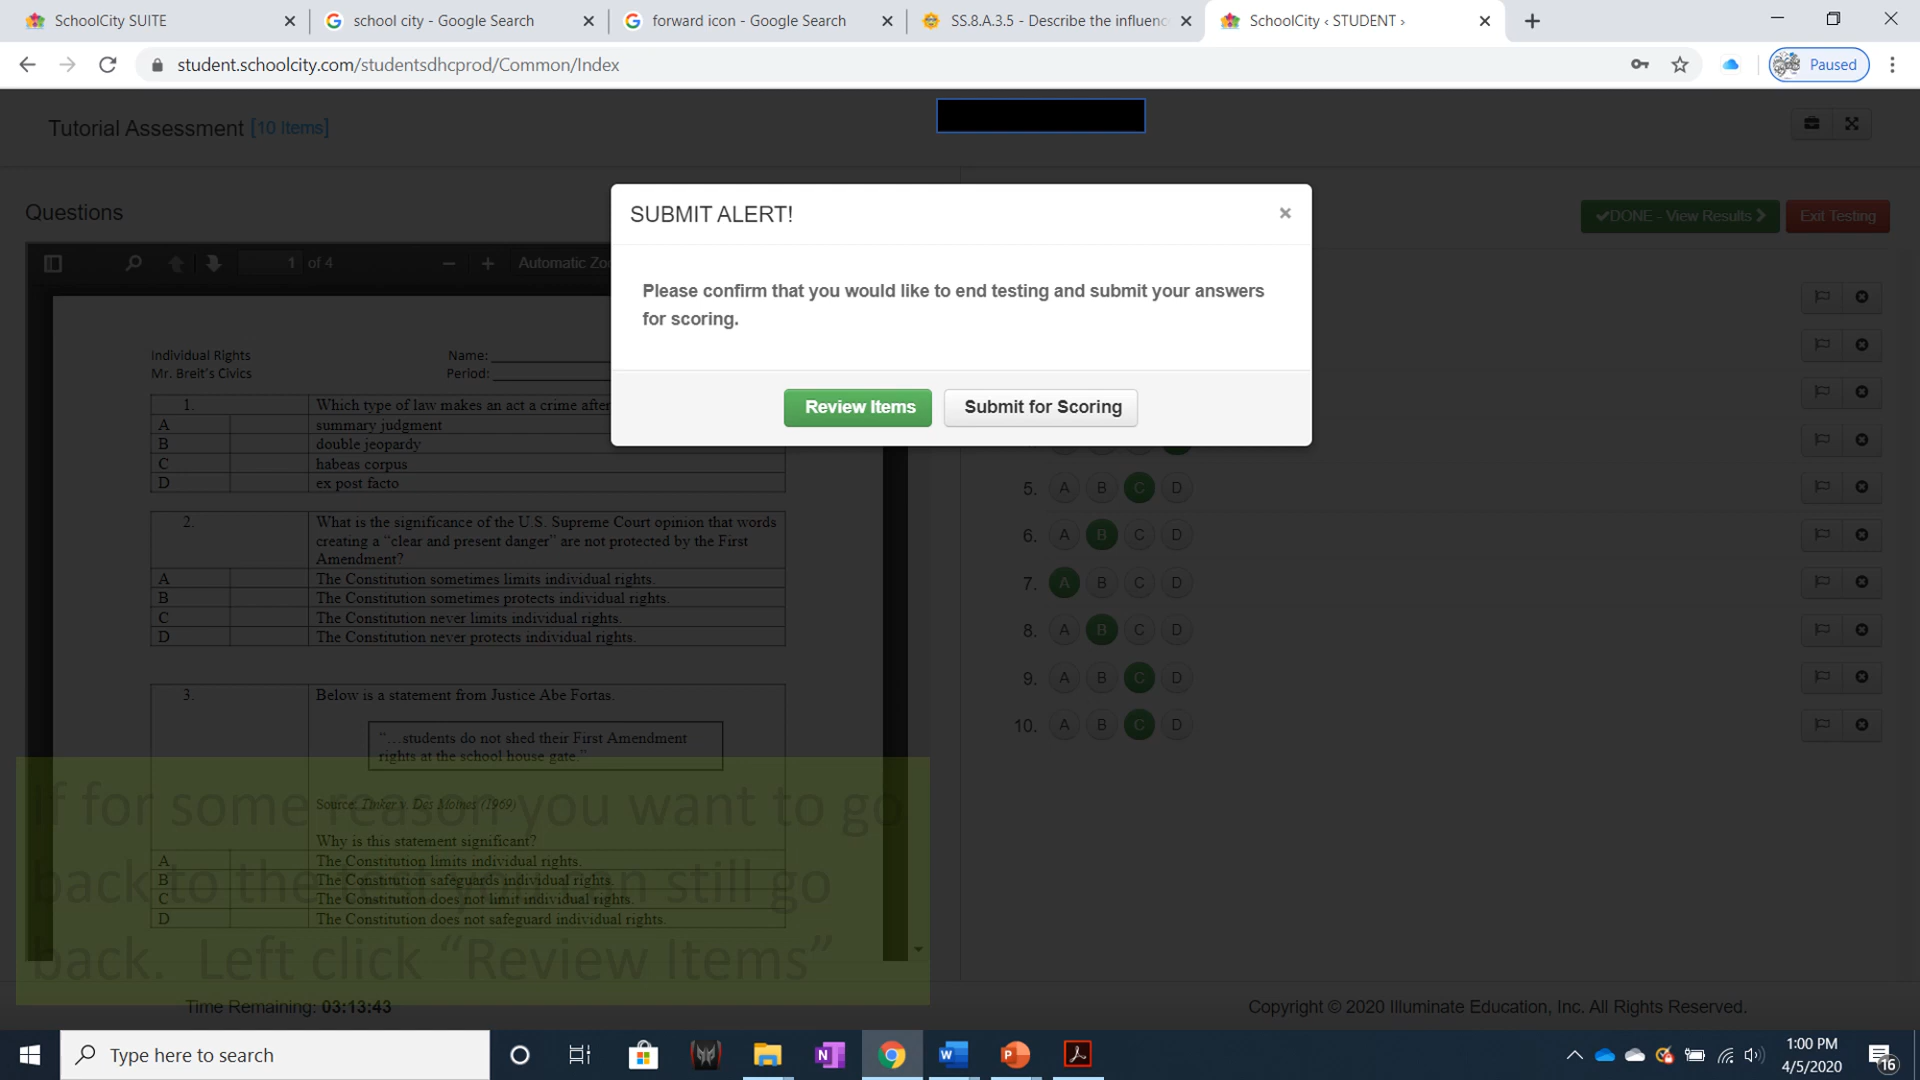 SchoolCity SUITE
school city - Google Search
forward icon - Google Search
SS.8.A.3.5 - Describe the influenc
SchoolCity ‹ STUDENT ›
student.schoolcity.com/studentsdhcprod/Common/Index
Paused
Tutorial Assessment [10 Items]
Questions
DONE - View Results
Exit Testing
SUBMIT ALERT!
Please confirm that you would like to end testing and submit your answers
for scoring.
Review Items
Submit for Scoring
1 of 4
Automatic Zo
Individual Rights
Mr. Breit's Civics
Name:
Period:
1. Which type of law makes an act a crime after
A summary judgment
B double jeopardy
C habeas corpus
D ex post facto
2. What is the significance of the U.S. Supreme Court opinion that words
creating a “clear and present danger” are not protected by the First
Amendment?
A The Constitution sometimes limits individual rights.
B The Constitution sometimes protects individual rights.
C The Constitution never limits individual rights.
D The Constitution never protects individual rights.
3. Below is a statement from Justice Abe Fortas.
"…students do not shed their First Amendment
rights at the school house gate."
Source: Tinker v. Des Moines (1969)
Why is this statement significant?
A The Constitution limits individual rights.
B The Constitution safeguards individual rights.
C The Constitution does not limit individual rights.
D The Constitution does not safeguard individual rights.
If for some reason you want to go
back to the test you can still go
back. Left click “Review Items”
5. A B C D
6. A B C D
7. A B C D
8. A B C D
9. A B C D
10. A B C D
Time Remaining: 03:13:43
Copyright © 2020 Illuminate Education, Inc. All Rights Reserved.
Type here to search
1:00 PM
4/5/2020
16